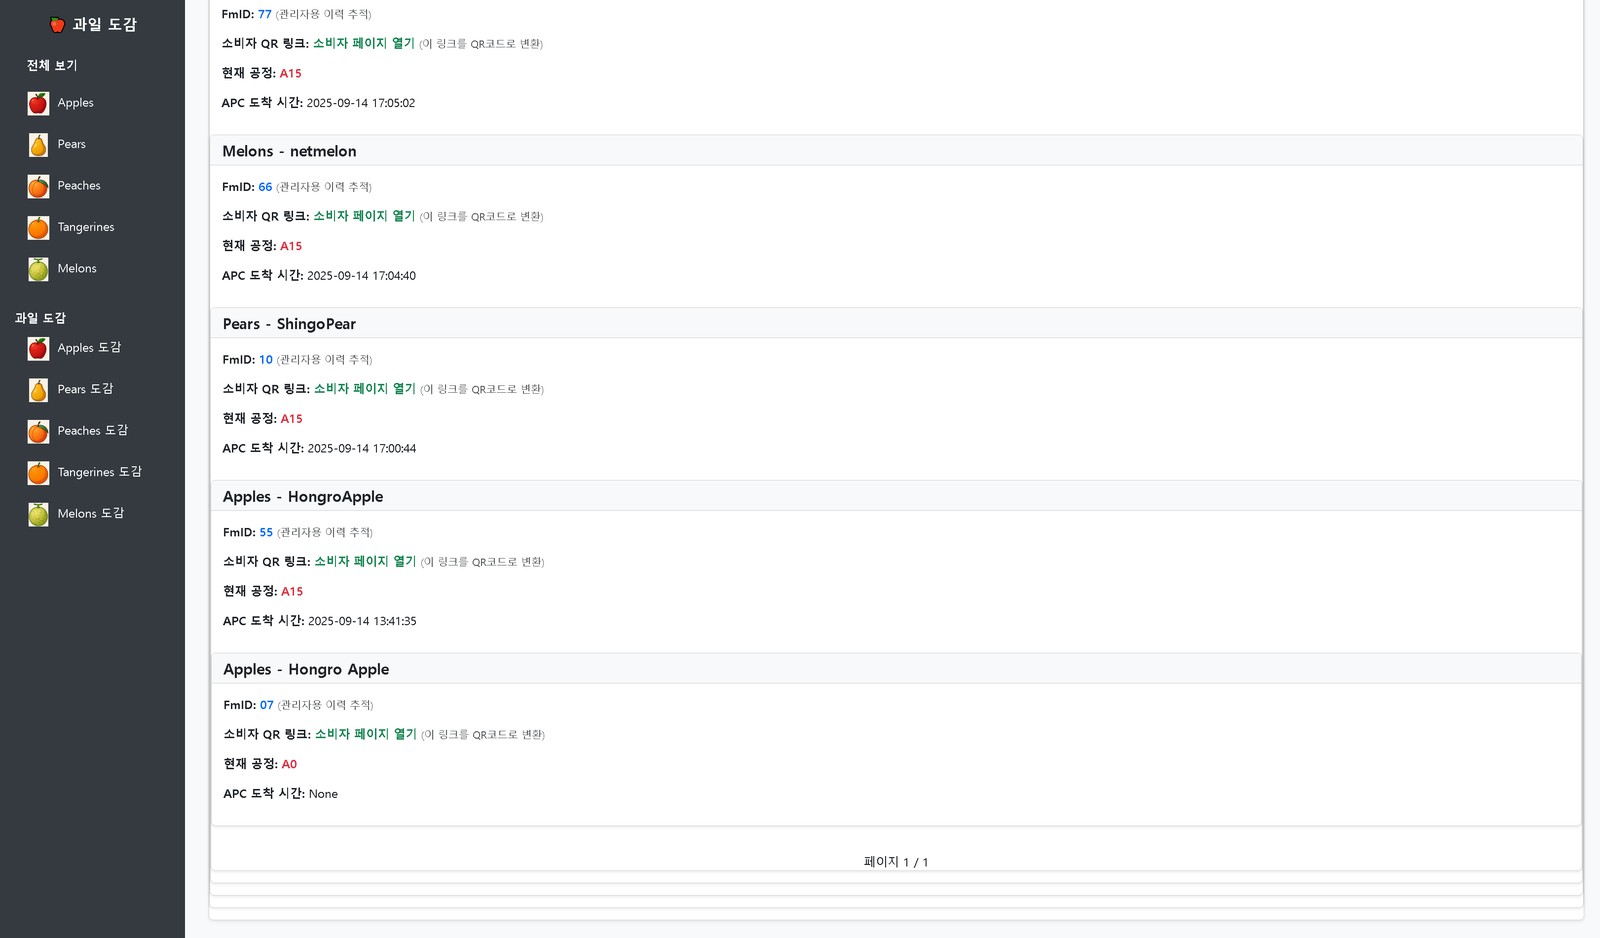 과일 도감
전체 보기
Apples
Pears
Peaches
Tangerines
Melons
과일 도감
Apples 도감
Pears 도감
Peaches 도감
Tangerines 도감
Melons 도감
FmID: 77 (관리자용 이력 추적)
소비자 QR 링크: 소비자 페이지 열기 (이 링크를 QR코드로 변환)
현재 공정: A15
APC 도착 시간: 2025-09-14 17:05:02
Melons - netmelon
FmID: 66 (관리자용 이력 추적)
소비자 QR 링크: 소비자 페이지 열기 (이 링크를 QR코드로 변환)
현재 공정: A15
APC 도착 시간: 2025-09-14 17:04:40
Pears - ShingoPear
FmID: 10 (관리자용 이력 추적)
소비자 QR 링크: 소비자 페이지 열기 (이 링크를 QR코드로 변환)
현재 공정: A15
APC 도착 시간: 2025-09-14 17:00:44
Apples - HongroApple
FmID: 55 (관리자용 이력 추적)
소비자 QR 링크: 소비자 페이지 열기 (이 링크를 QR코드로 변환)
현재 공정: A15
APC 도착 시간: 2025-09-14 13:41:35
Apples - Hongro Apple
FmID: 07 (관리자용 이력 추적)
소비자 QR 링크: 소비자 페이지 열기 (이 링크를 QR코드로 변환)
현재 공정: A0
APC 도착 시간: None
페이지 1 / 1